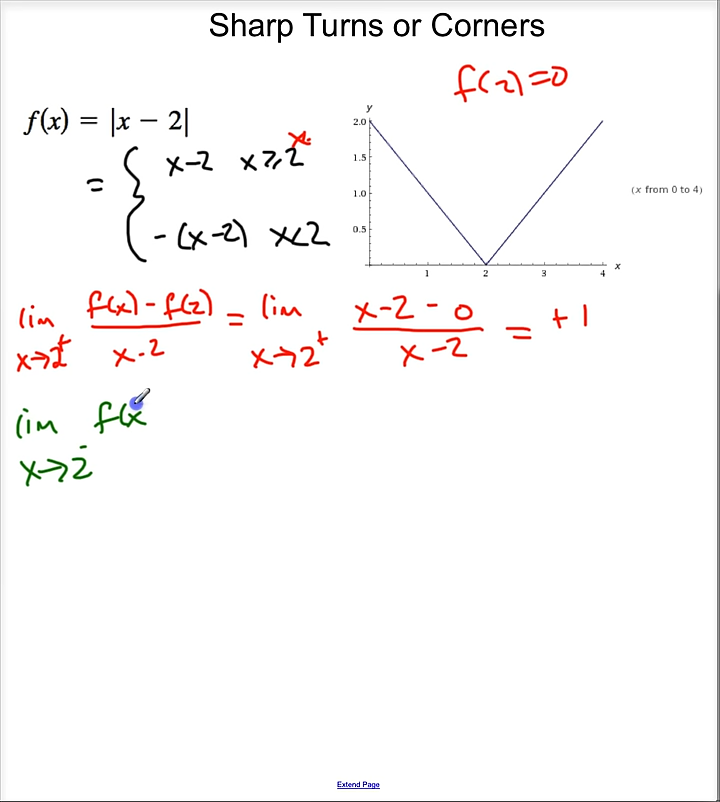 Sharp Turns or Corners
f(2)=0
f(x) = |x − 2|
= { x-2 x≥2
-(x-2) x<2
y
2.0
1.5
1.0
0.5
1 2 3 4 x
(x from 0 to 4)
lim x→2⁺ f(x)-f(2) / x-2 = lim x→2⁺ x-2-0 / x-2 = +1
lim x→2⁻ f(x
Extend Page